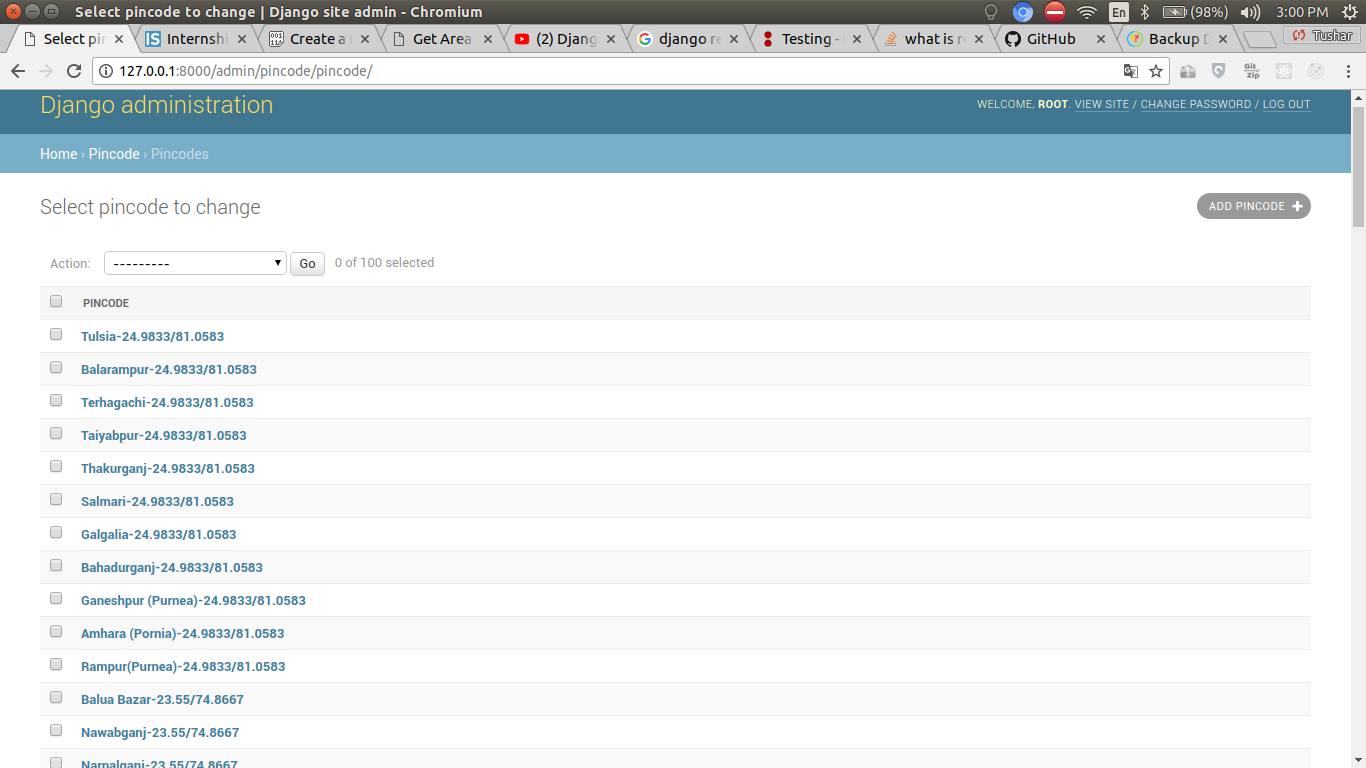 Select pincode to change | Django site admin - Chromium
En
(98%)
3:00 PM
Select pin
Internshi
Create a
Get Area
(2) Djang
django re
Testing -
what is r
GitHub
Backup D
Tushar
127.0.0.1:8000/admin/pincode/pincode/
Git
Zip
Django administration
WELCOME, ROOT. VIEW SITE / CHANGE PASSWORD / LOG OUT
Home › Pincode › Pincodes
Select pincode to change
ADD PINCODE +
Action:
---------
Go
0 of 100 selected
PINCODE
Tulsia-24.9833/81.0583
Balarampur-24.9833/81.0583
Terhagachi-24.9833/81.0583
Taiyabpur-24.9833/81.0583
Thakurganj-24.9833/81.0583
Salmari-24.9833/81.0583
Galgalia-24.9833/81.0583
Bahadurganj-24.9833/81.0583
Ganeshpur (Purnea)-24.9833/81.0583
Amhara (Pornia)-24.9833/81.0583
Rampur(Purnea)-24.9833/81.0583
Balua Bazar-23.55/74.8667
Nawabganj-23.55/74.8667
Narpalganj-23.55/74.8667